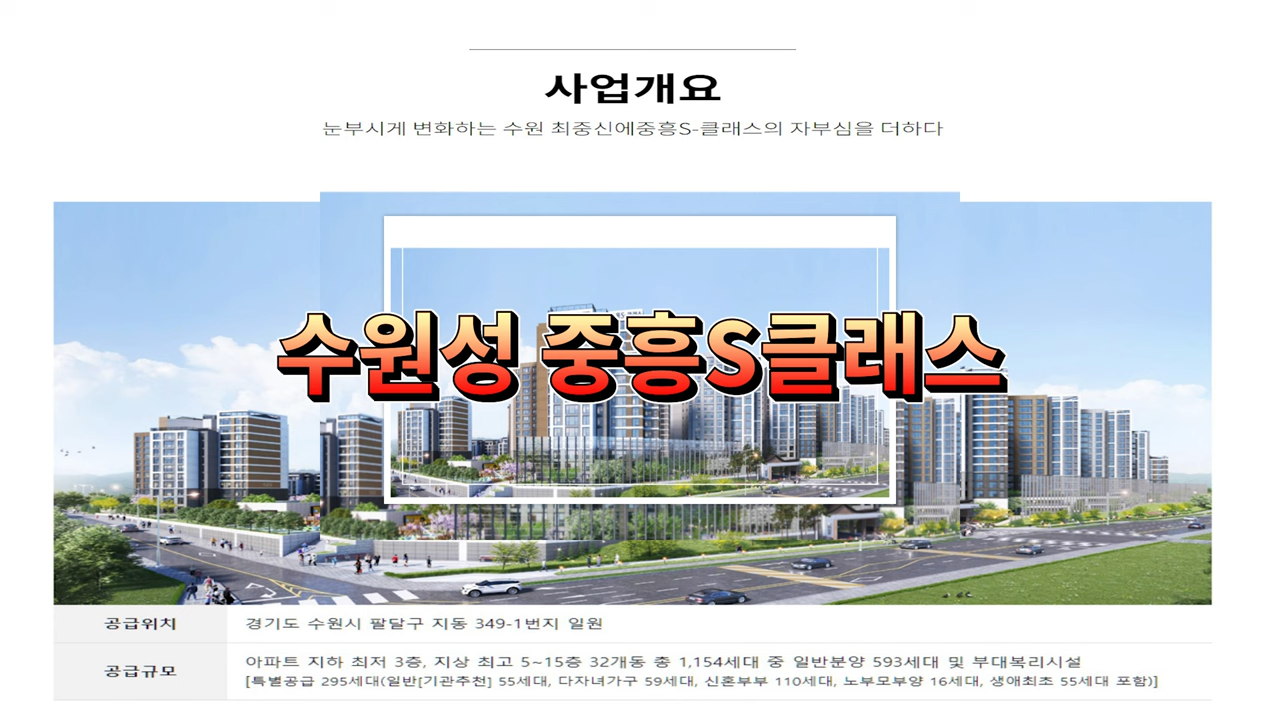 사업개요
눈부시게 변화하는 수원 최중신에중흥S-클래스의 자부심을 더하다
수원성 중흥S클래스
공급위치 경기도 수원시 팔달구 지동 349-1번지 일원
공급규모 아파트 지하 최저 3층, 지상 최고 5~15층 32개동 총 1,154세대 중 일반분양 593세대 및 부대복리시설
[특별공급 295세대(일반[기관추천] 55세대, 다자녀가구 59세대, 신혼부부 110세대, 노부모부양 16세대, 생애최초 55세대 포함)]